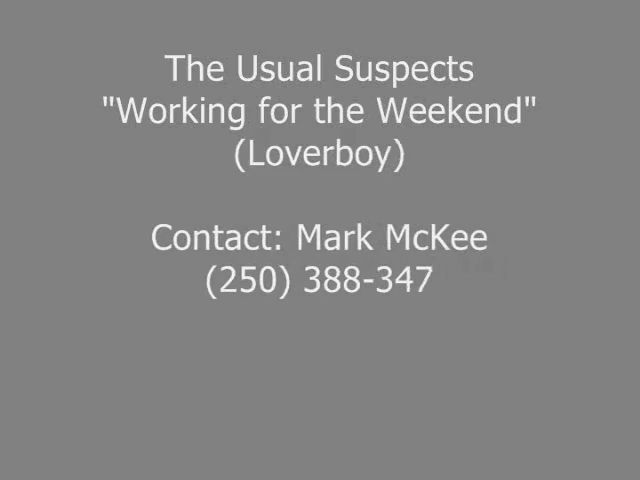 The Usual Suspects
"Working for the Weekend"
(Loverboy)
Contact: Mark McKee
(250) 388-347